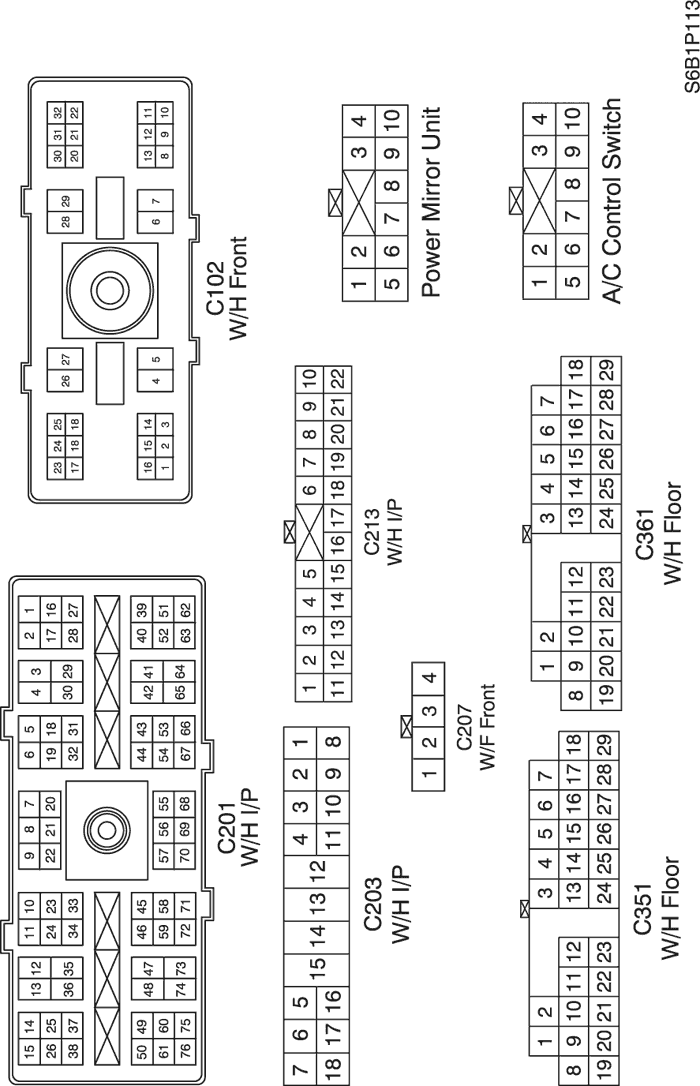 15 14 13 12 11 10 9 8 7 6 5 4 3 2 1
26 25 24 23 22 21 20 19 18 17 16
38 37 36 35 34 33 32 31 30 29 28 27
50 49 48 47 46 45 44 43 42 41 40 39
61 60 59 58 57 56 55 54 53 52 51
76 75 74 73 72 71 70 69 68 67 66 65 64 63 62
C201
W/H I/P
23 24 25 26 27 28 29 30 31 32
17 18 18 20 21 22
16 15 14 13 12 11
1 2 3 4 5 6 7 8 9 10
C102
W/H Front
7 6 5 15 14 13 12 4 3 2 1
18 17 16 11 10 9 8
C203
W/H I/P
1 2 3 4 5 6 7 8 9 10
11 12 13 14 15 16 17 18 19 20 21 22
C213
W/H I/P
1 2 3 4
5 6 7 8 9 10
Power Mirror Unit
1 2 3 4
C207
W/F Front
1 2 3 4 5 6 7
8 9 10 11 12 13 14 15 16 17 18
19 20 21 22 23 24 25 26 27 28 29
C351
W/H Floor
1 2 3 4 5 6 7
8 9 10 11 12 13 14 15 16 17 18
19 20 21 22 23 24 25 26 27 28 29
C361
W/H Floor
1 2 3 4
5 6 7 8 9 10
A/C Control Switch
S6B1P113